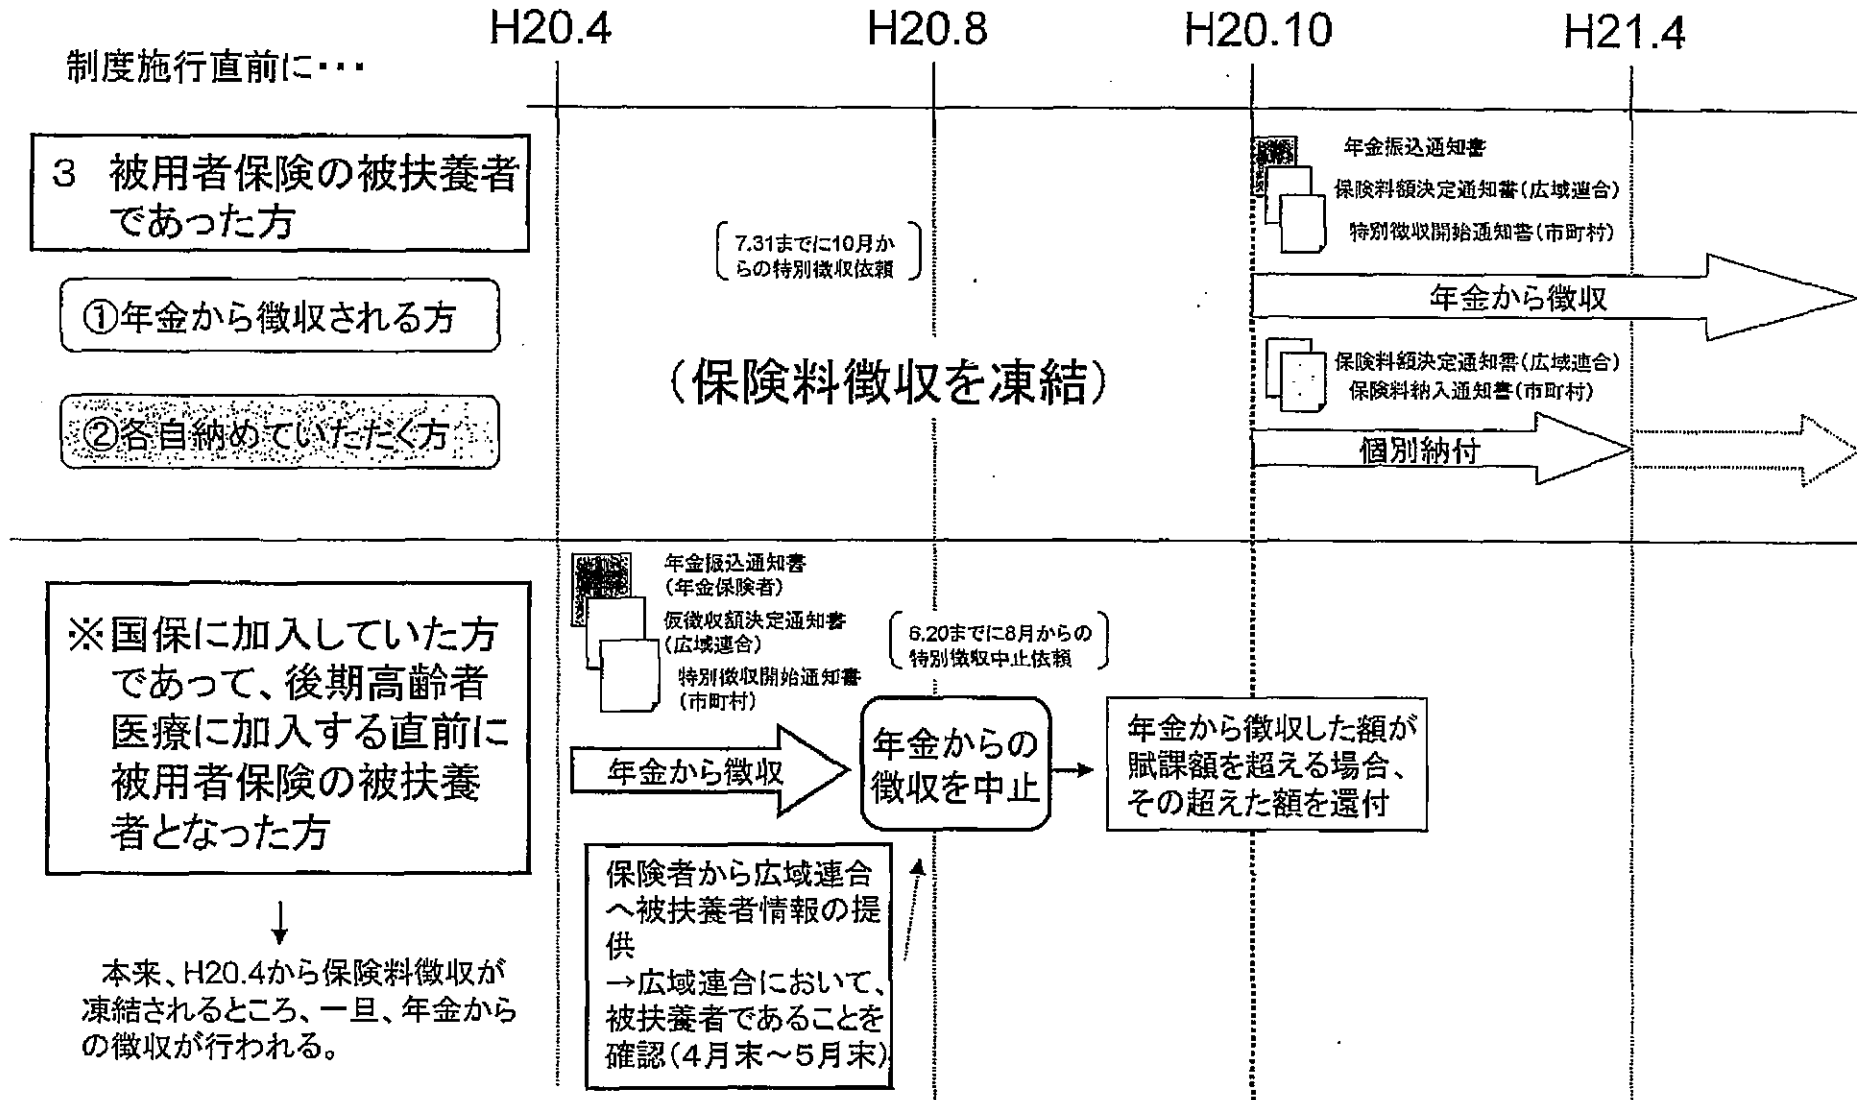 H20.4
H20.8
H20.10
H21.4
制度施行直前に・・・
3 被用者保険の被扶養者
であった方
①年金から徴収される方
②各自納めていただく方
7.31までに10月か
らの特別徴収依頼
(保険料徴収を凍結)
年金振込通知書
保険料額決定通知書(広域連合)
特別徴収開始通知書(市町村)
年金から徴収
保険料額決定通知書(広域連合)
保険料納入通知書(市町村)
個別納付
※国保に加入していた方
であって、後期高齢者
医療に加入する直前に
被用者保険の被扶養
者となった方
本来、H20.4から保険料徴収が
凍結されるところ、一旦、年金から
の徴収が行われる。
年金振込通知書
(年金保険者)
仮徴収額決定通知書
(広域連合)
特別徴収開始通知書
(市町村)
年金から徴収
6.20までに8月からの
特別徴収中止依頼
年金からの
徴収を中止
年金から徴収した額が
賦課額を超える場合、
その超えた額を還付
保険者から広域連合
へ被扶養者情報の提
供
→広域連合において、
被扶養者であることを
確認(4月末~5月末)